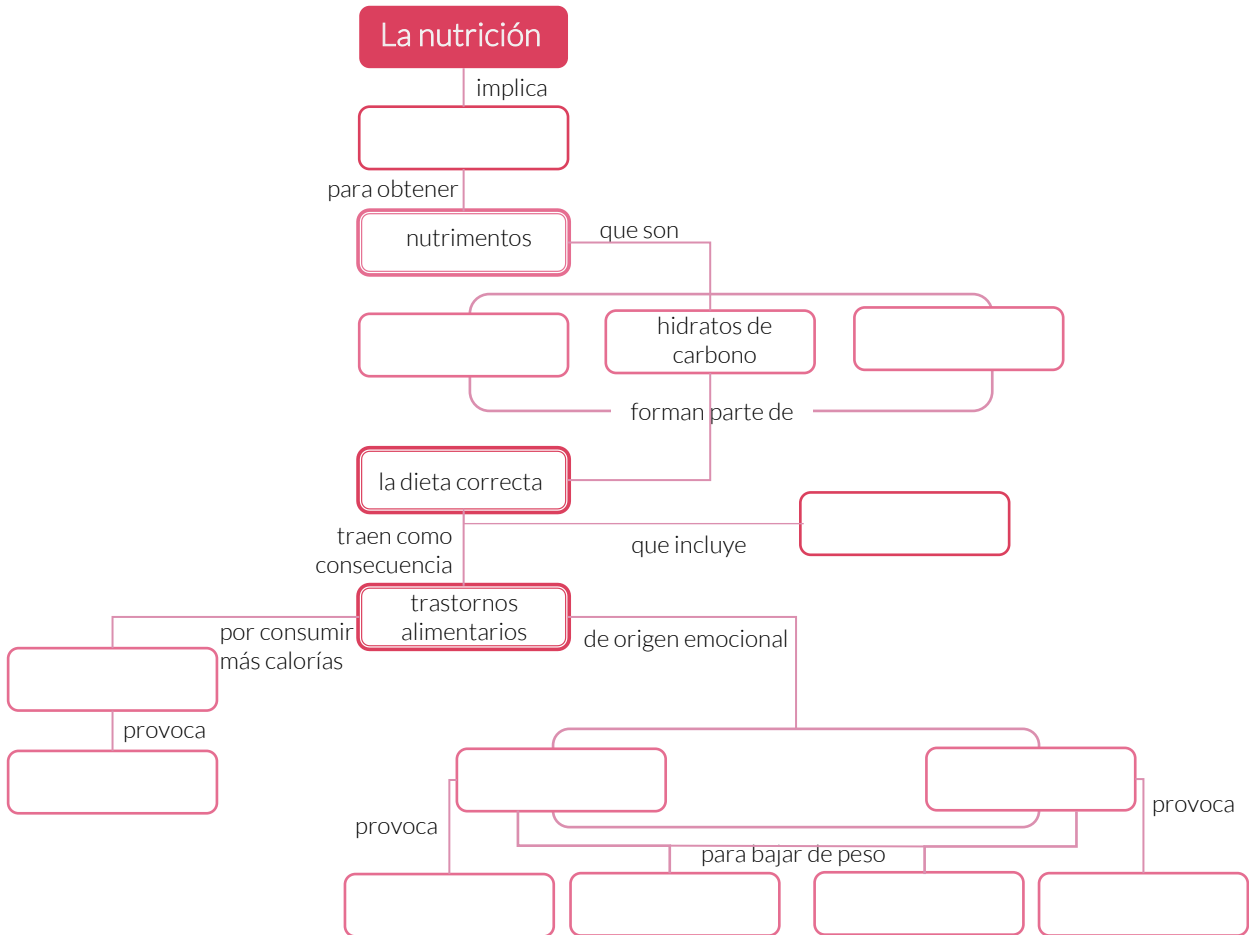 La nutrición
implica
para obtener
nutrimentos
que son
hidratos de
carbono
forman parte de
la dieta correcta
traen como
consecuencia
que incluye
trastornos
alimentarios
por consumir
más calorías
de origen emocional
provoca
provoca
provoca
para bajar de peso